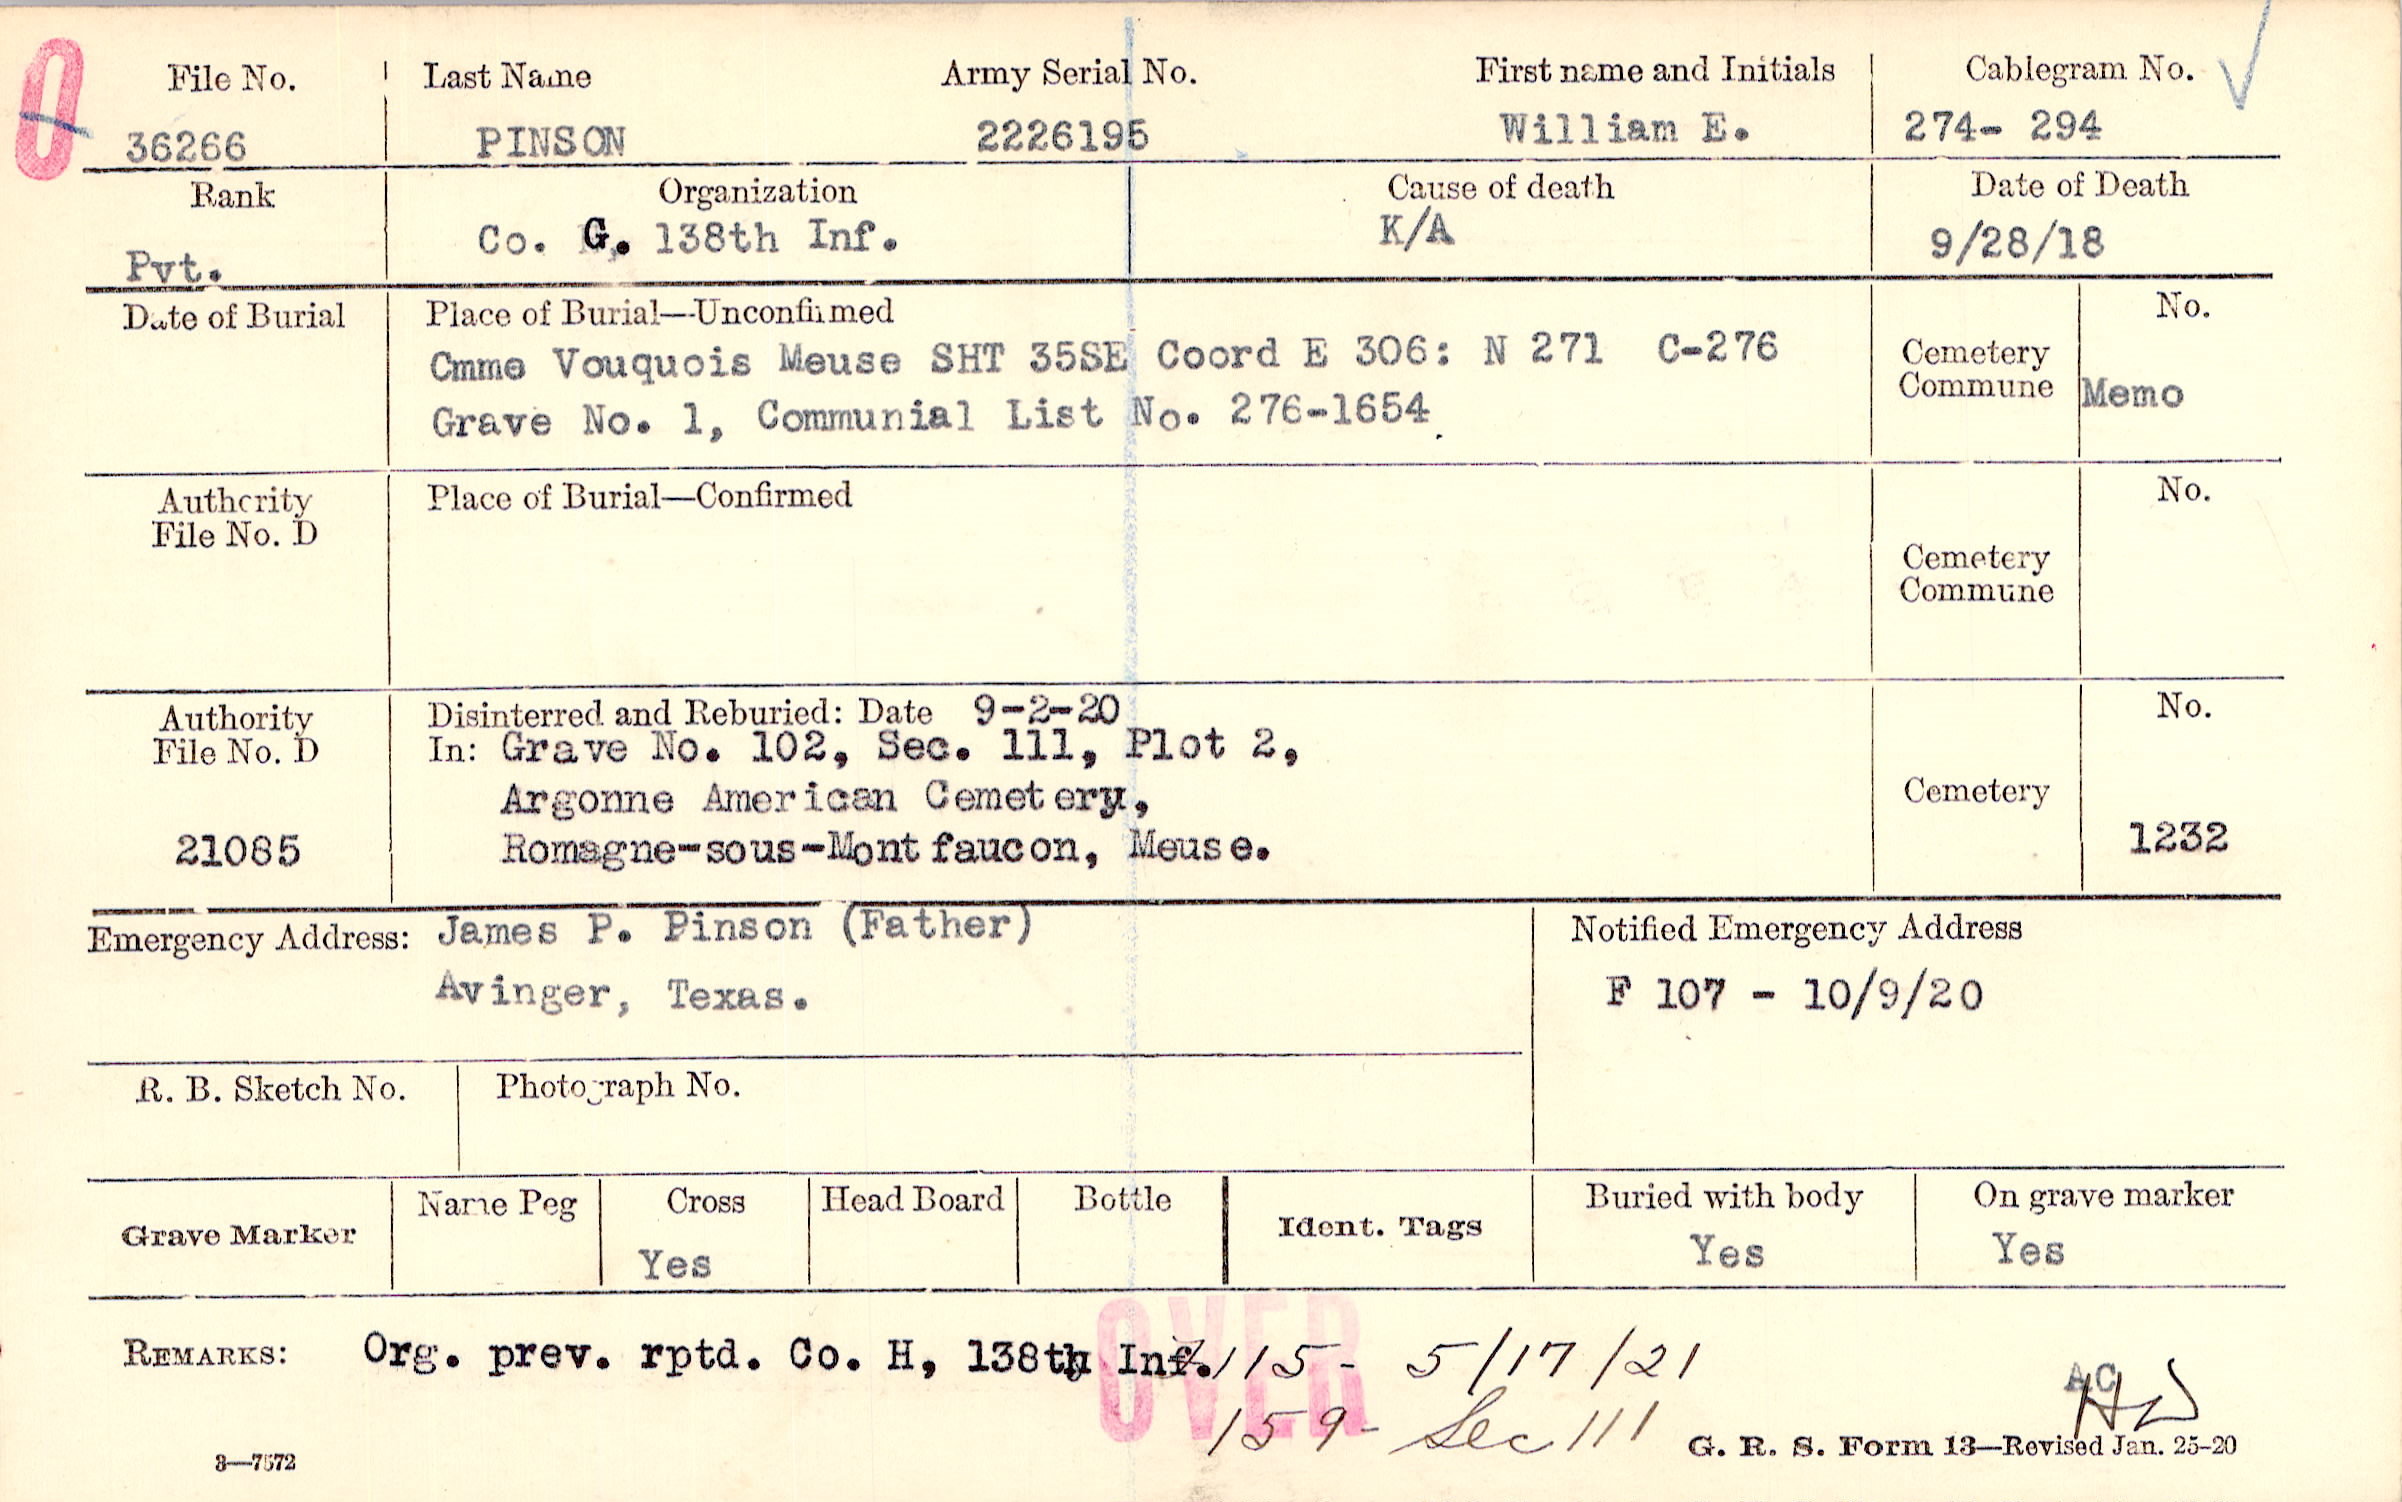 O
File No. Last Name Army Serial No. First name and Initials Cablegram No.
36266 PINSON 2226195 William E. 274- 294
Rank Organization Cause of death Date of Death
Pvt. Co. G. 138th Inf. K/A 9/28/18
Date of Burial Place of Burial—Unconfirmed No.
Cmme Vouquois Meuse SHT 35SE Coord E 306: N 271 C-276 Cemetery
Commune Memo
Grave No. 1, Communial List No. 276-1654
Authority Place of Burial—Confirmed No.
File No. D
Cemetery
Commune
Authority Disinterred and Reburied: Date 9-2-20 No.
File No. D In: Grave No. 102, Sec. 111, Plot 2,
Argonne American Cemetery, Cemetery
21085 Romagne-sous-Montfaucon, Meuse. 1232
Emergency Address: James P. Pinson (Father) Notified Emergency Address
Avinger, Texas. F 107 - 10/9/20
R. B. Sketch No. Photograph No.
Grave Marker Name Peg Cross Head Board Bottle Ident. Tags Buried with body On grave marker
Yes Yes Yes
OVER
REMARKS: Org. prev. rptd. Co. H, 138th Inf. 115- 5/17/21
AC
159- Sec 111
3—7572 G. R. S. Form 13—Revised Jan. 25-20